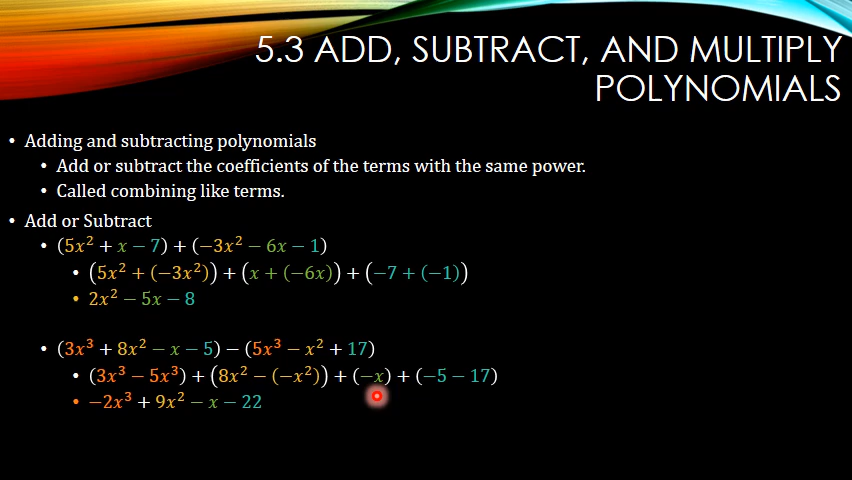 5.3 ADD, SUBTRACT, AND MULTIPLY
POLYNOMIALS
• Adding and subtracting polynomials
• Add or subtract the coefficients of the terms with the same power.
• Called combining like terms.
• Add or Subtract
• (5x² + x − 7) + (−3x² − 6x − 1)
• (5x² + (−3x²)) + (x + (−6x)) + (−7 + (−1))
• 2x² − 5x − 8
• (3x³ + 8x² − x − 5) − (5x³ − x² + 17)
• (3x³ − 5x³) + (8x² − (−x²)) + (−x) + (−5 − 17)
• −2x³ + 9x² − x − 22